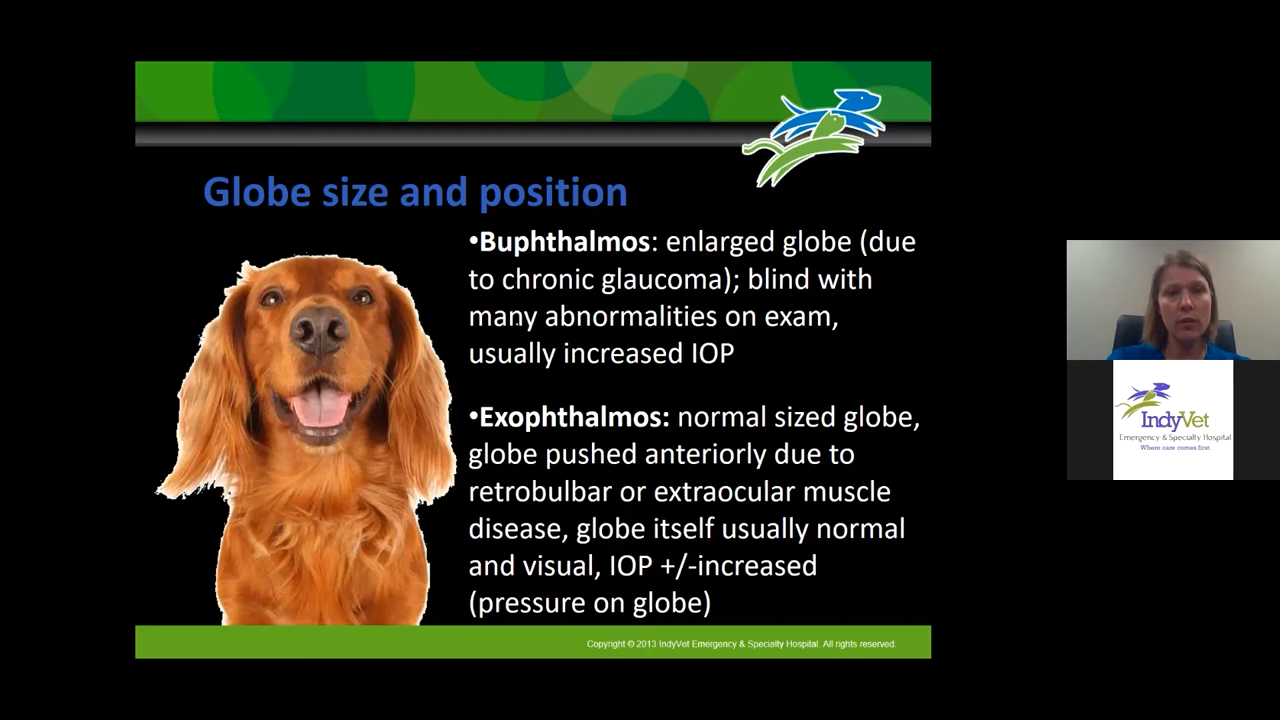 Globe size and position
•Buphthalmos: enlarged globe (due
to chronic glaucoma); blind with
many abnormalities on exam,
usually increased IOP
•Exophthalmos: normal sized globe,
globe pushed anteriorly due to
retrobulbar or extraocular muscle
disease, globe itself usually normal
and visual, IOP +/-increased
(pressure on globe)
Copyright © 2013 IndyVet Emergency & Specialty Hospital. All rights reserved.
IndyVet
Emergency & Specialty Hospital
Where care comes first.